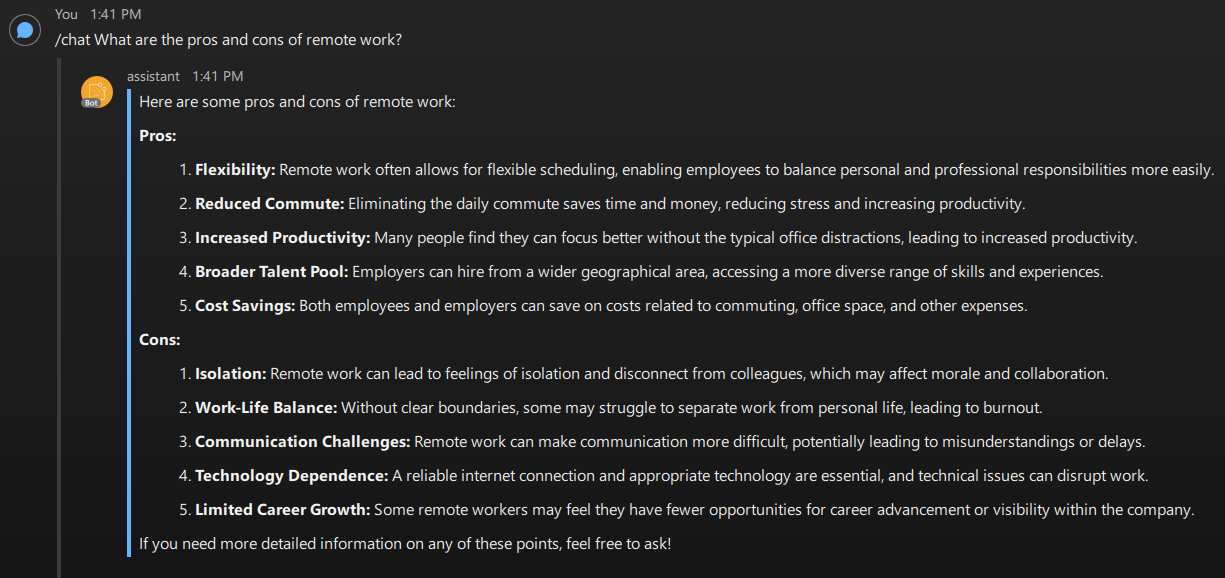 You 1:41 PM
/chat What are the pros and cons of remote work?
assistant 1:41 PM
Bot
Here are some pros and cons of remote work:
Pros:
1. Flexibility: Remote work often allows for flexible scheduling, enabling employees to balance personal and professional responsibilities more easily.
2. Reduced Commute: Eliminating the daily commute saves time and money, reducing stress and increasing productivity.
3. Increased Productivity: Many people find they can focus better without the typical office distractions, leading to increased productivity.
4. Broader Talent Pool: Employers can hire from a wider geographical area, accessing a more diverse range of skills and experiences.
5. Cost Savings: Both employees and employers can save on costs related to commuting, office space, and other expenses.
Cons:
1. Isolation: Remote work can lead to feelings of isolation and disconnect from colleagues, which may affect morale and collaboration.
2. Work-Life Balance: Without clear boundaries, some may struggle to separate work from personal life, leading to burnout.
3. Communication Challenges: Remote work can make communication more difficult, potentially leading to misunderstandings or delays.
4. Technology Dependence: A reliable internet connection and appropriate technology are essential, and technical issues can disrupt work.
5. Limited Career Growth: Some remote workers may feel they have fewer opportunities for career advancement or visibility within the company.
If you need more detailed information on any of these points, feel free to ask!